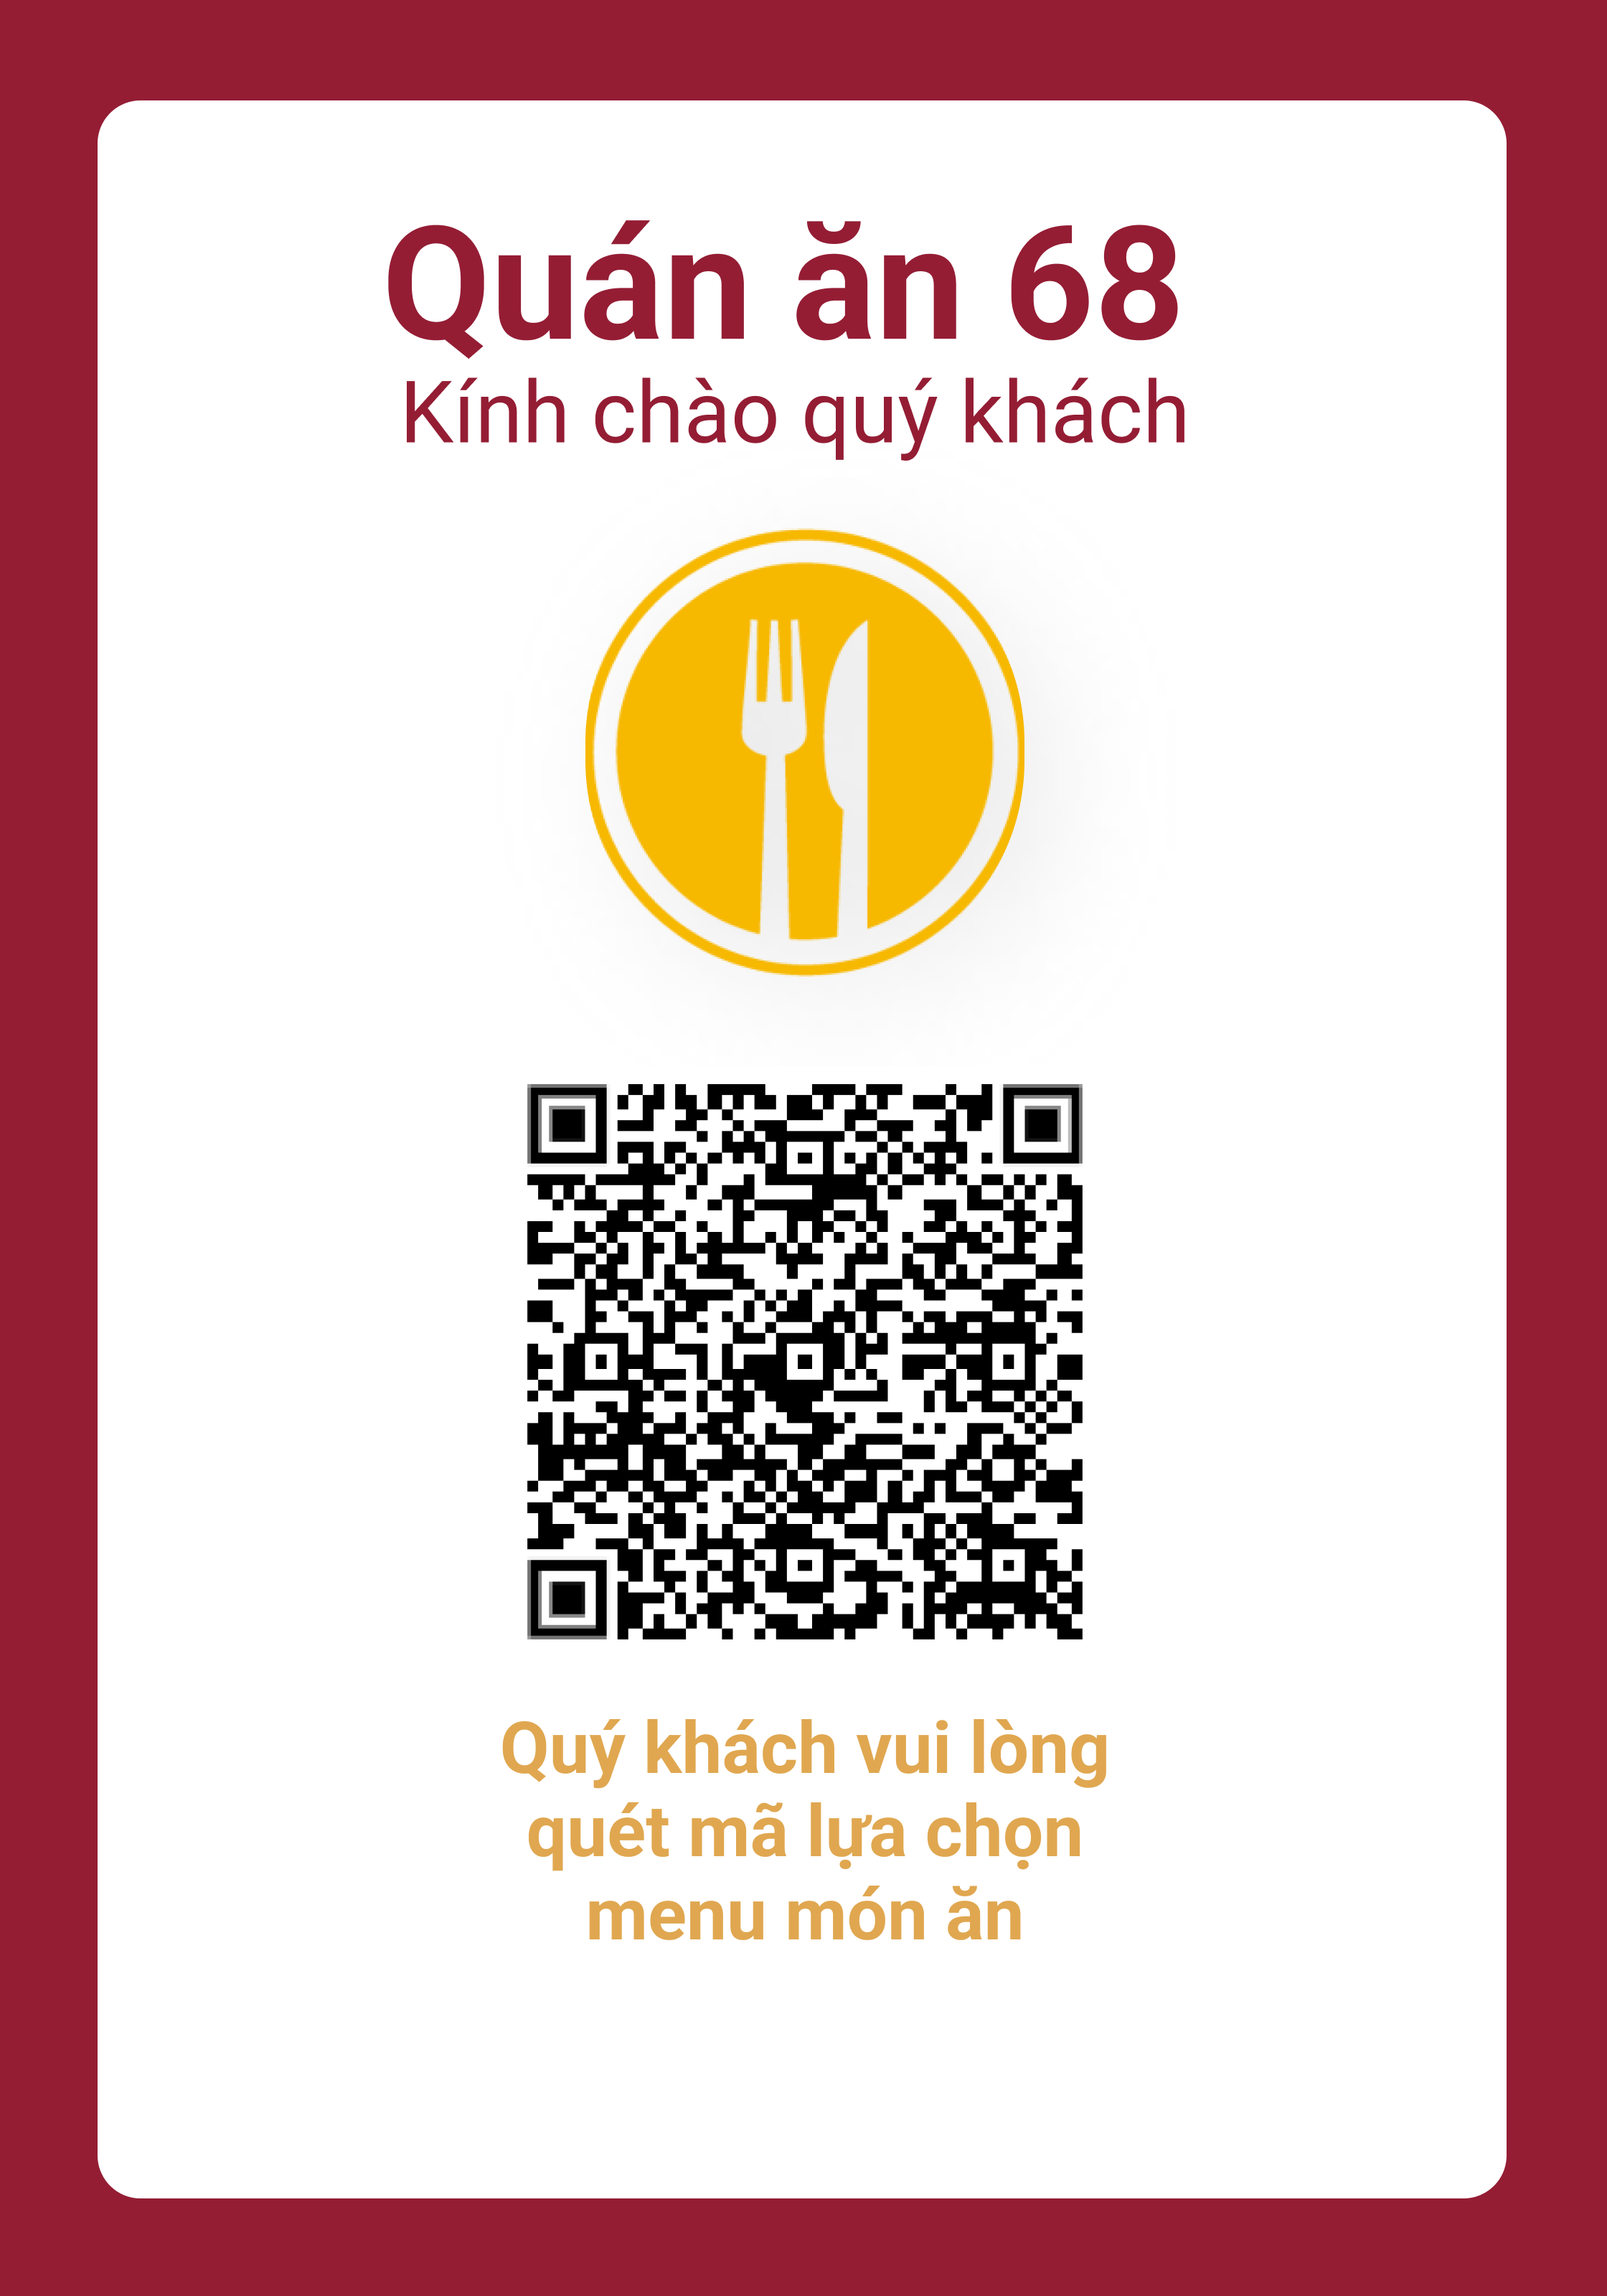 Quán ăn 68
Kính chào quý khách
Quý khách vui lòng
quét mã lựa chọn
menu món ăn